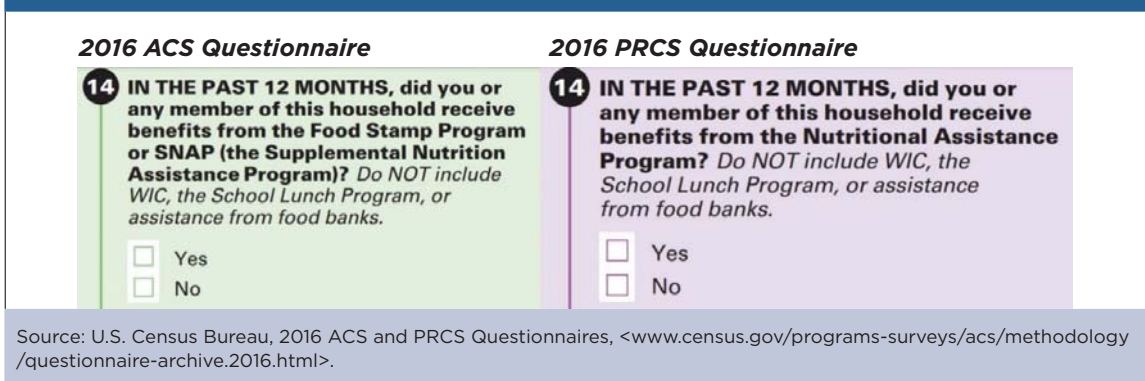 2016 ACS Questionnaire
14 IN THE PAST 12 MONTHS, did you or
any member of this household receive
benefits from the Food Stamp Program
or SNAP (the Supplemental Nutrition
Assistance Program)? Do NOT include
WIC, the School Lunch Program, or
assistance from food banks.
Yes
No
2016 PRCS Questionnaire
14 IN THE PAST 12 MONTHS, did you or
any member of this household receive
benefits from the Nutritional Assistance
Program? Do NOT include WIC, the
School Lunch Program, or assistance
from food banks.
Yes
No
Source: U.S. Census Bureau, 2016 ACS and PRCS Questionnaires, <www.census.gov/programs-surveys/acs/methodology
/questionnaire-archive.2016.html>.